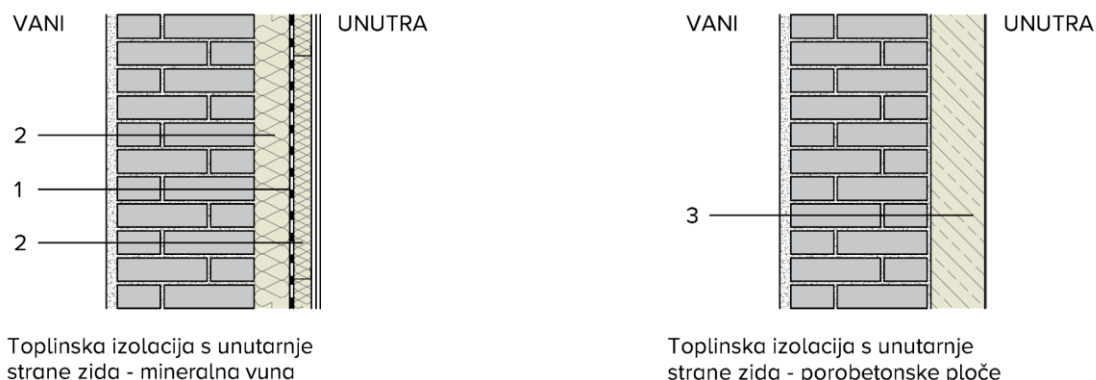 VANI
UNUTRA
2
1
2
Toplinska izolacija s unutarnje
strane zida - mineralna vuna
VANI
UNUTRA
3
Toplinska izolacija s unutarnje
strane zida - porobetonske ploče